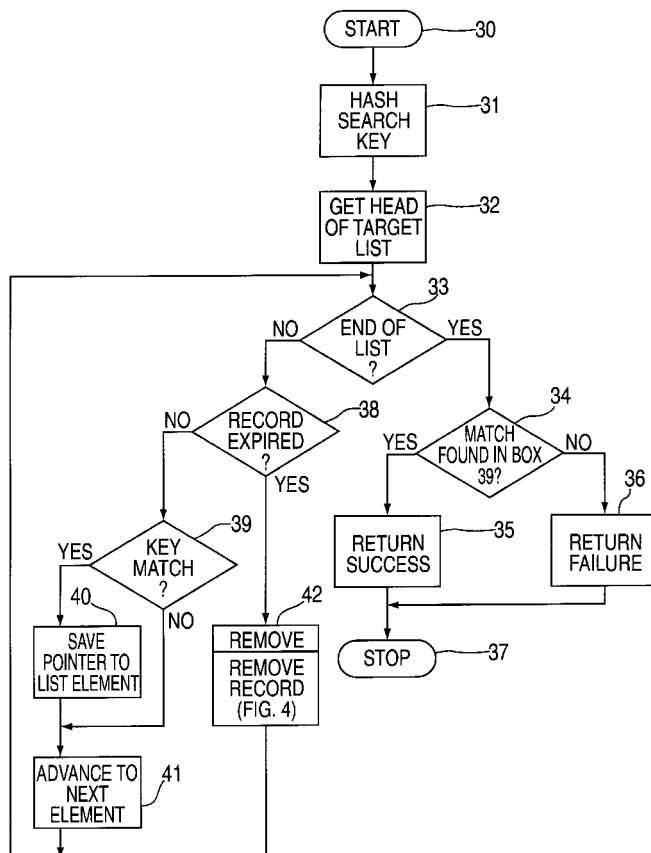 START
30
HASH
SEARCH
KEY
31
GET HEAD
OF TARGET
LIST
32
33
END OF
LIST
?
NO
YES
38
RECORD
EXPIRED
?
NO
YES
34
MATCH
FOUND IN BOX
39?
YES
NO
39
KEY
MATCH
?
YES
NO
35
RETURN
SUCCESS
36
RETURN
FAILURE
40
SAVE
POINTER TO
LIST ELEMENT
42
REMOVE
REMOVE
RECORD
(FIG. 4)
STOP
37
ADVANCE TO
NEXT
ELEMENT
41